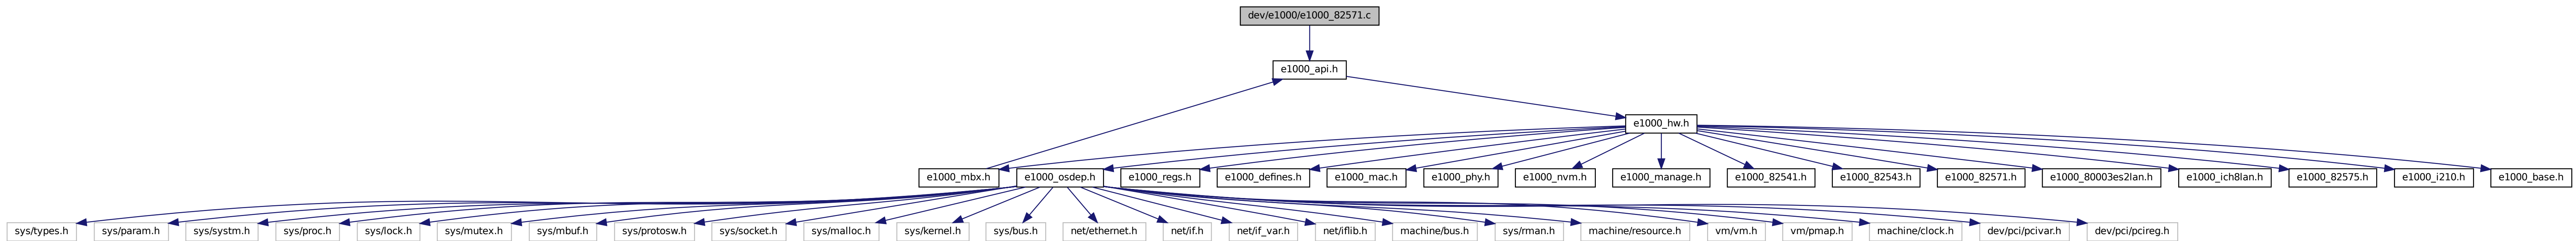 dev/e1000/e1000_82571.c
e1000_api.h
e1000_hw.h
e1000_mbx.h
e1000_osdep.h
e1000_regs.h
e1000_defines.h
e1000_mac.h
e1000_phy.h
e1000_nvm.h
e1000_manage.h
e1000_82541.h
e1000_82543.h
e1000_82571.h
e1000_80003es2lan.h
e1000_ich8lan.h
e1000_82575.h
e1000_i210.h
e1000_base.h
sys/types.h
sys/param.h
sys/systm.h
sys/proc.h
sys/lock.h
sys/mutex.h
sys/mbuf.h
sys/protosw.h
sys/socket.h
sys/malloc.h
sys/kernel.h
sys/bus.h
net/ethernet.h
net/if.h
net/if_var.h
net/iflib.h
machine/bus.h
sys/rman.h
machine/resource.h
vm/vm.h
vm/pmap.h
machine/clock.h
dev/pci/pcivar.h
dev/pci/pcireg.h